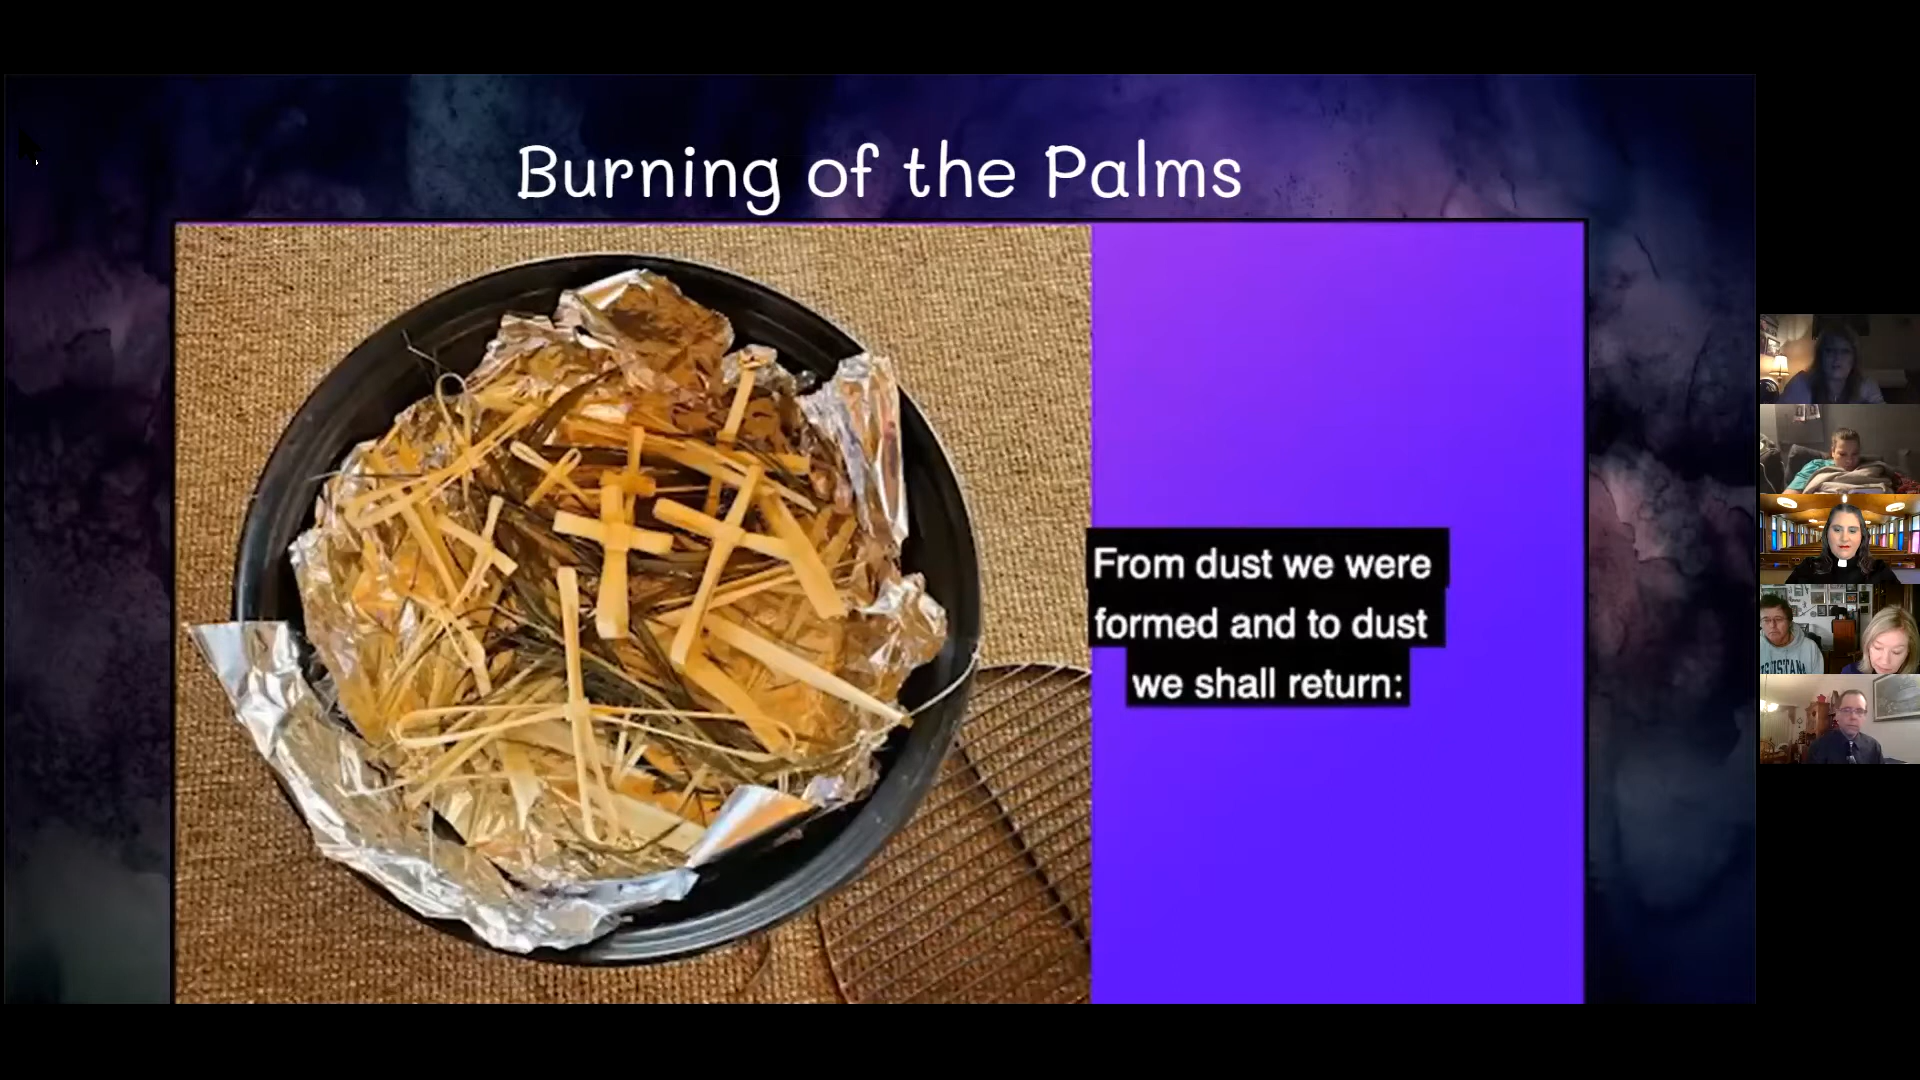 Burning of the Palms
From dust we were
formed and to dust
we shall return: